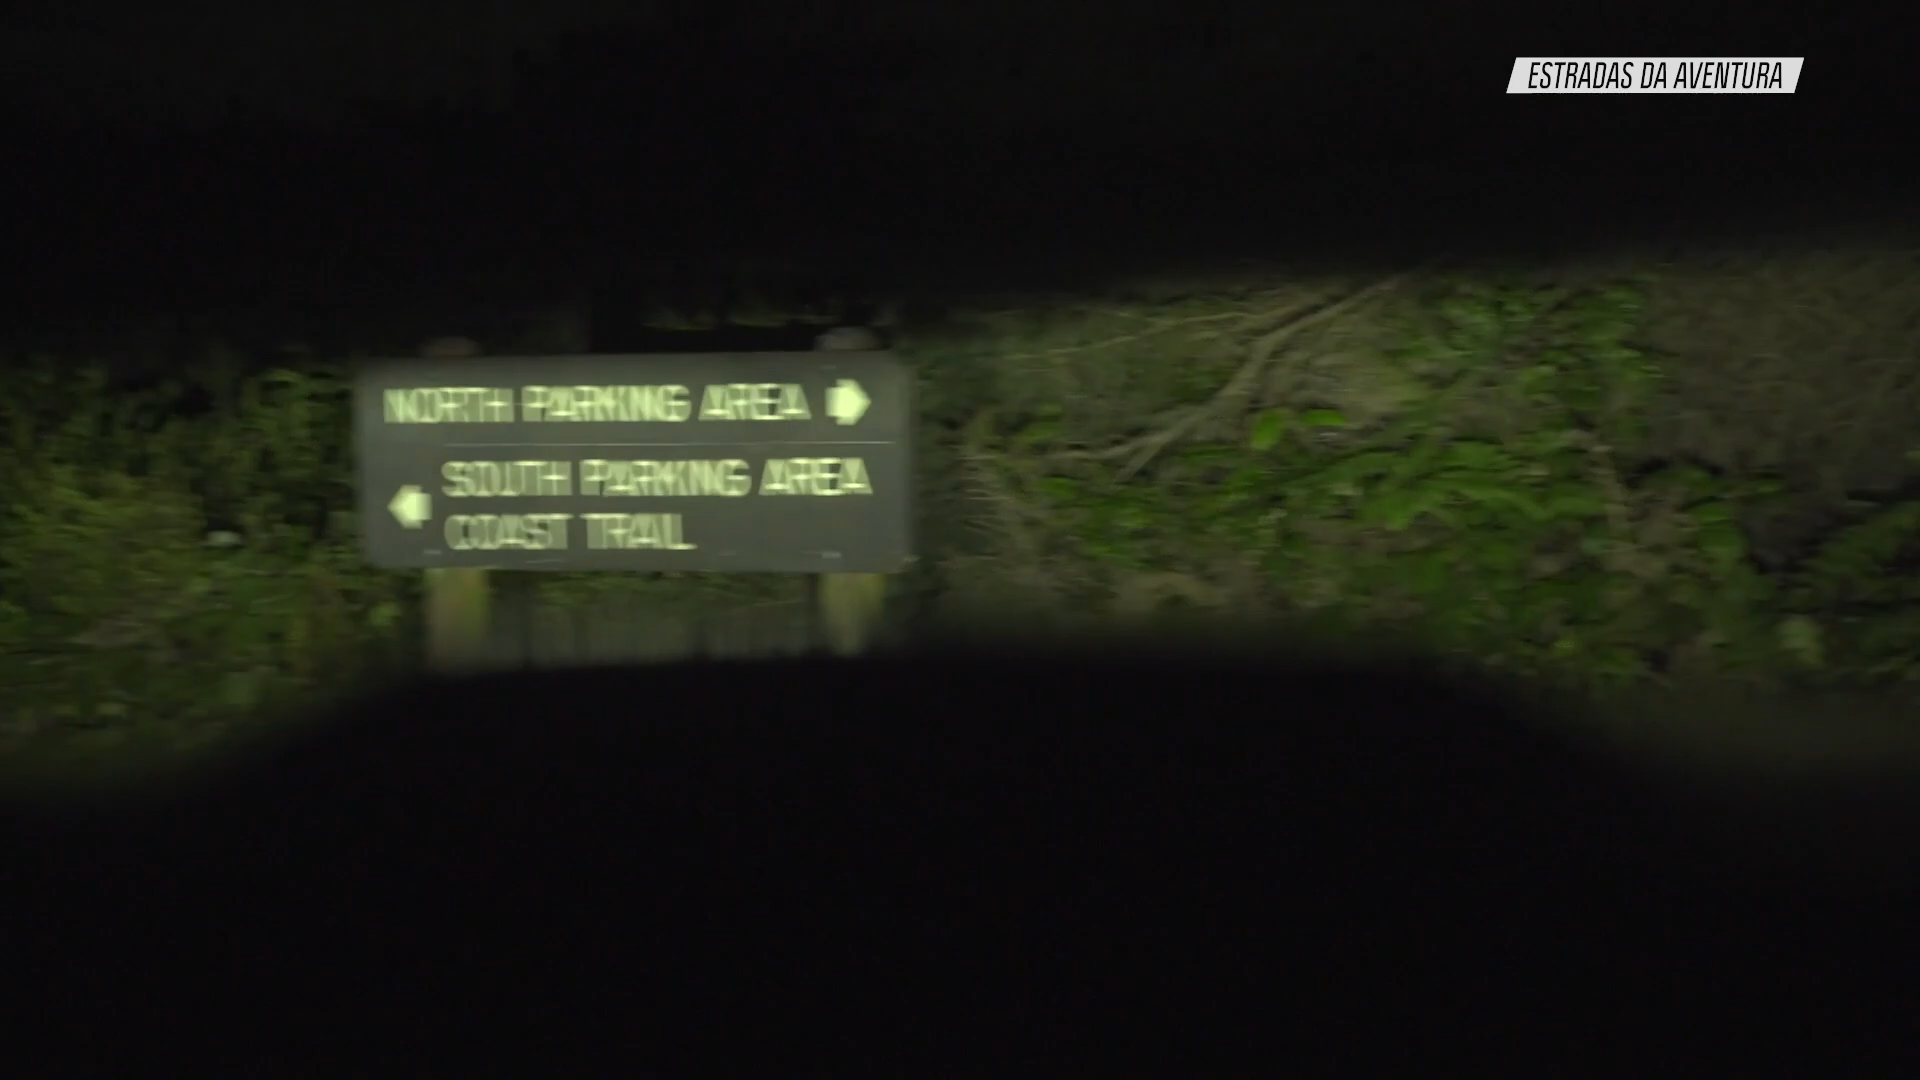 ESTRADAS DA AVENTURA
NORTH PARKING AREA
SOUTH PARKING AREA
COAST TRAIL